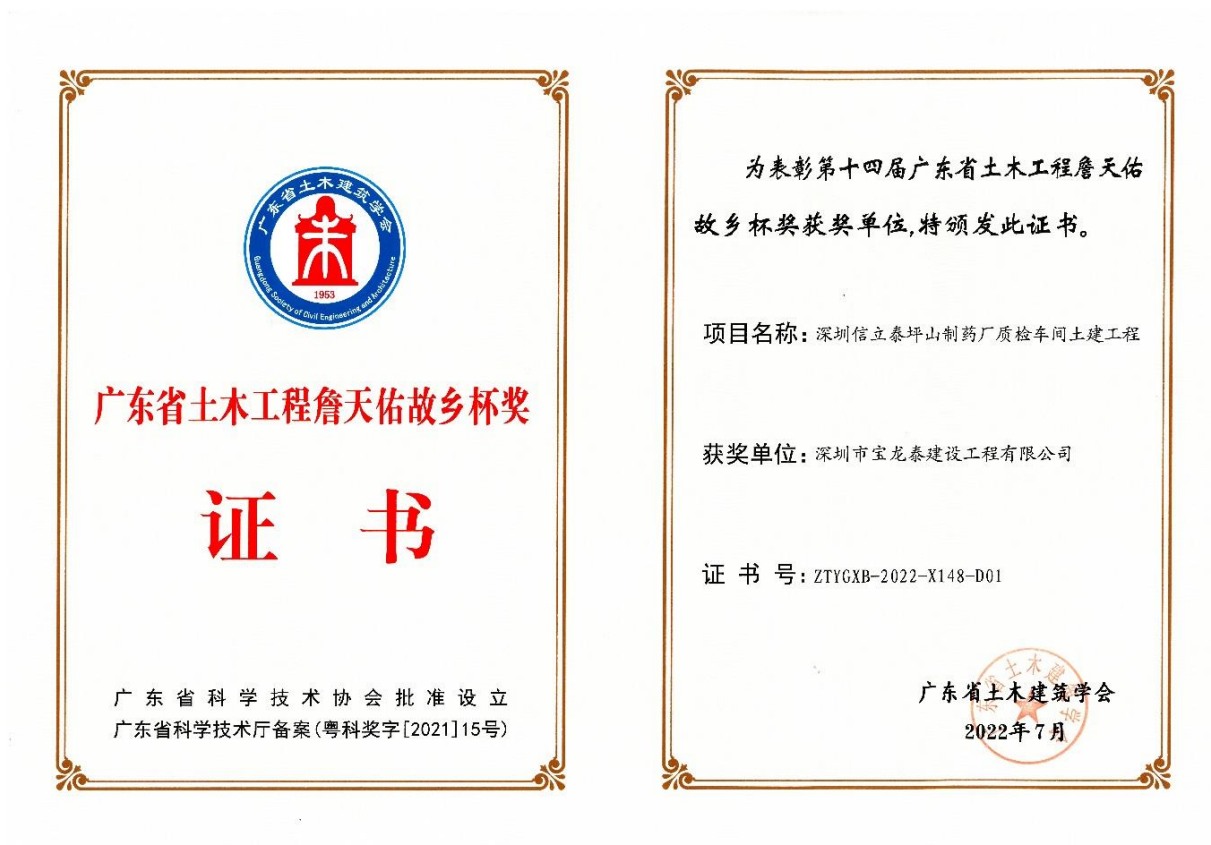 广东省土木建筑学会
Guangdong Society of Civil Engineering and Architecture
1953
广东省土木工程詹天佑故乡杯奖
证 书
广东省科学技术协会批准设立
广东省科学技术厅备案(粤科奖字[2021]15号)
为表彰第十四届广东省土木工程詹天佑
故乡杯奖获奖单位,特颁发此证书。
项目名称:深圳信立泰坪山制药厂质检车间土建工程
获奖单位:深圳市宝龙泰建设工程有限公司
证 书 号:ZTYGXB-2022-X148-D01
广东省土木建筑学会
2022年7月